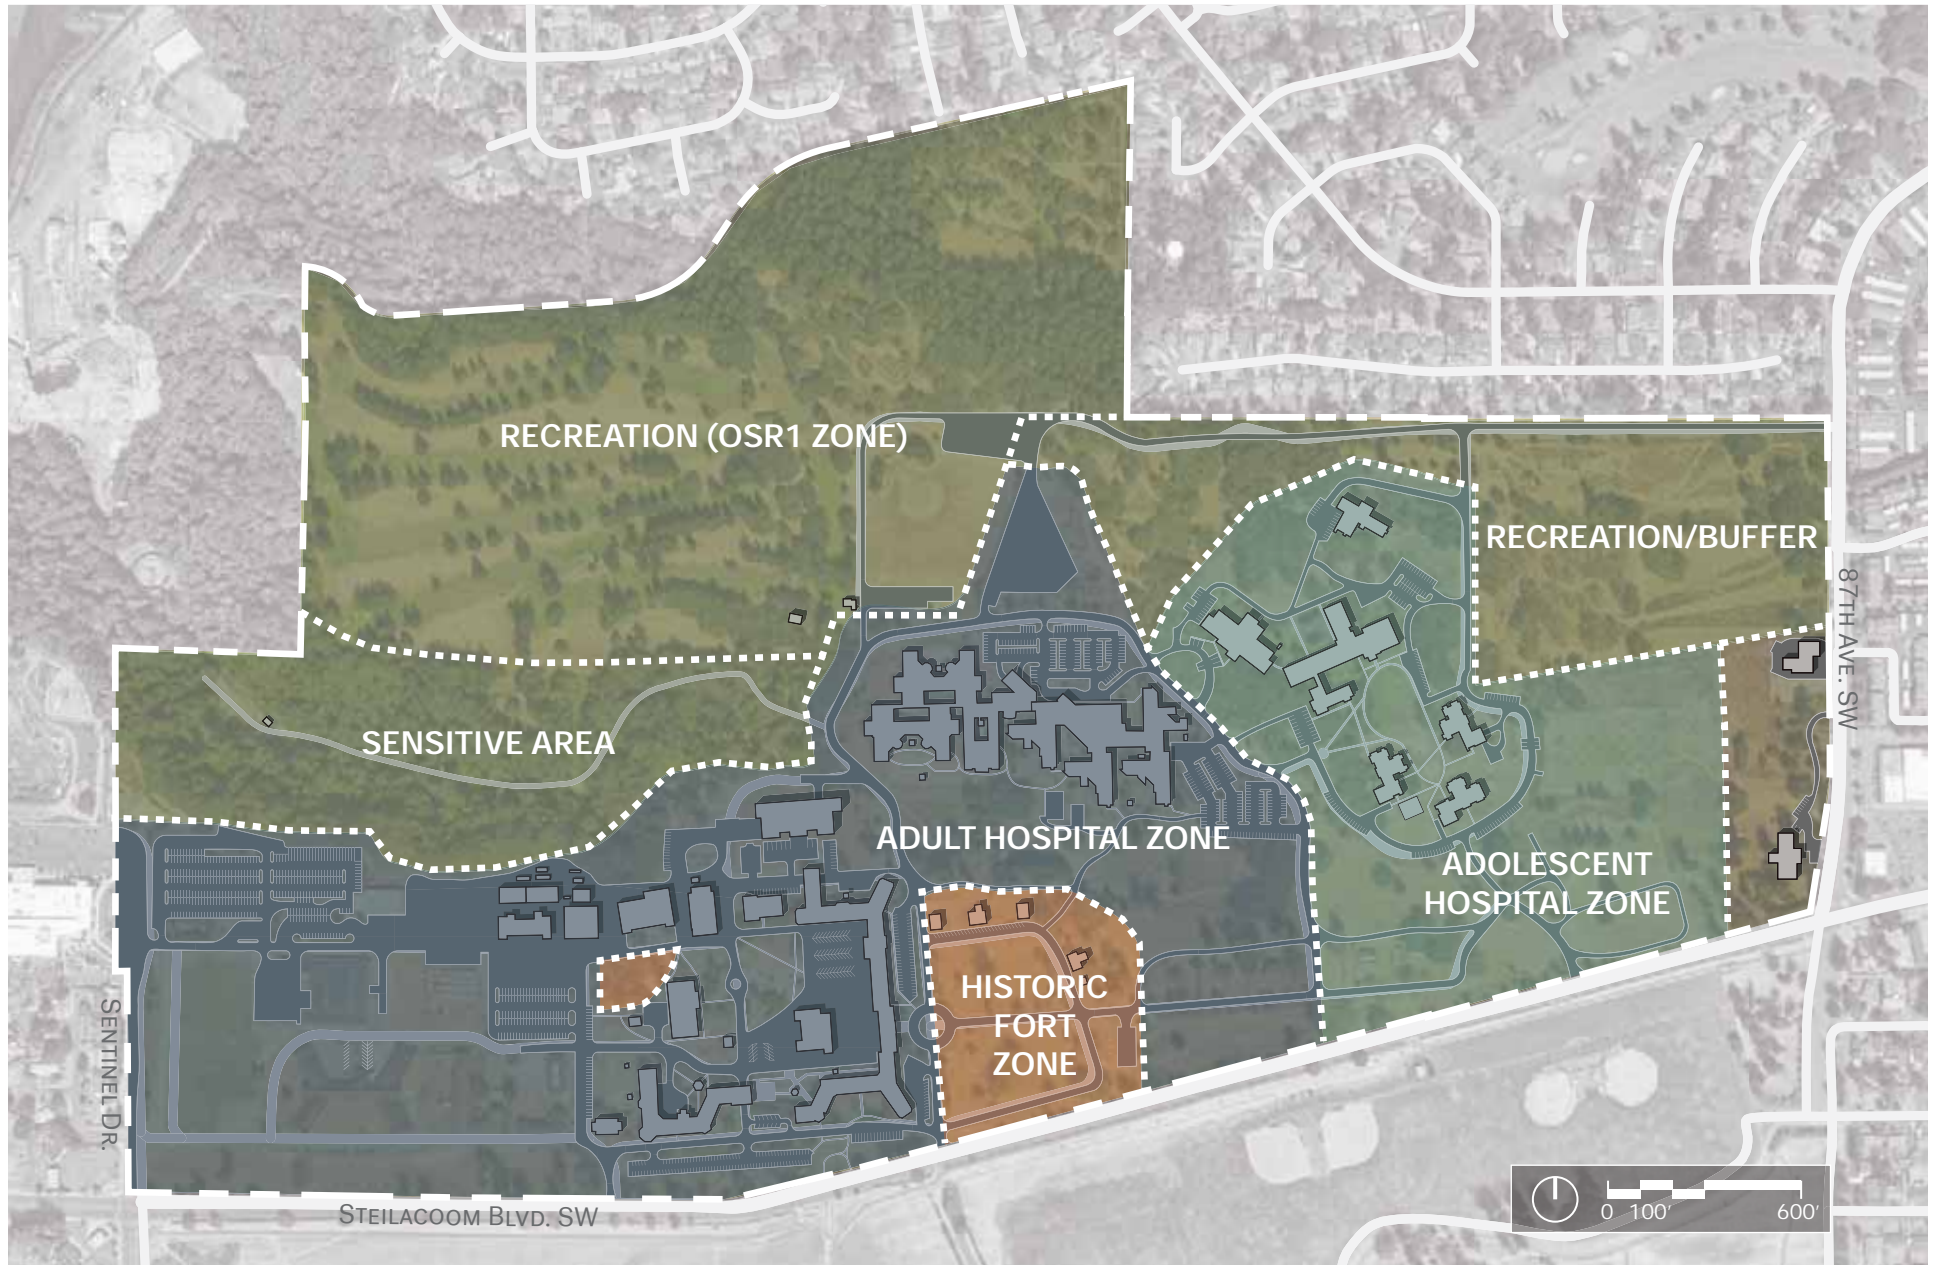 RECREATION (OSR1 ZONE)
RECREATION/BUFFER
87TH AVE. SW
SENSITIVE AREA
ADULT HOSPITAL ZONE
ADOLESCENT
HOSPITAL ZONE
HISTORIC
FORT
ZONE
SENTINEL DR.
STEILACOOM BLVD. SW
0 100' 600'